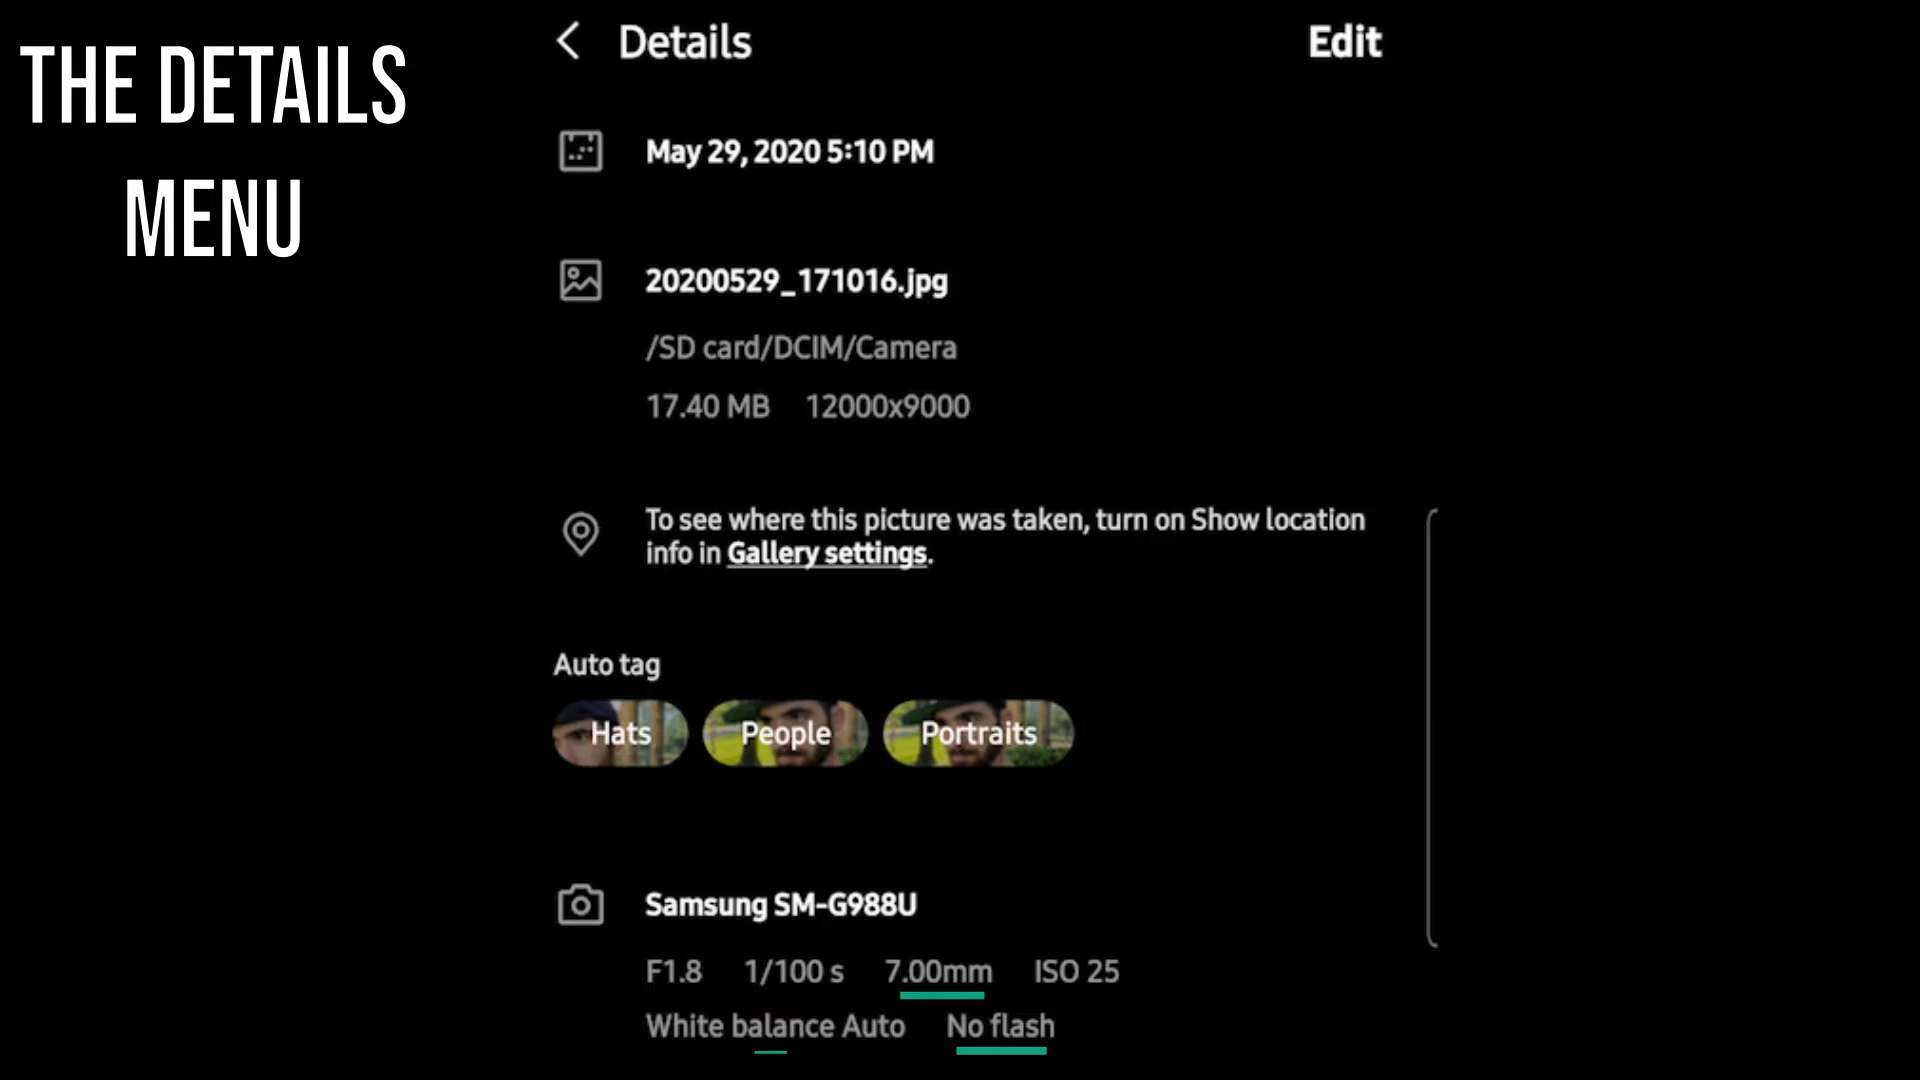 THE DETAILS
MENU
Details
Edit
May 29, 2020 5:10 PM
20200529_171016.jpg
/SD card/DCIM/Camera
17.40 MB 12000x9000
To see where this picture was taken, turn on Show location
info in Gallery settings.
Auto tag
Hats People Portraits
Samsung SM-G988U
F1.8 1/100 s 7.00mm ISO 25
White balance Auto No flash